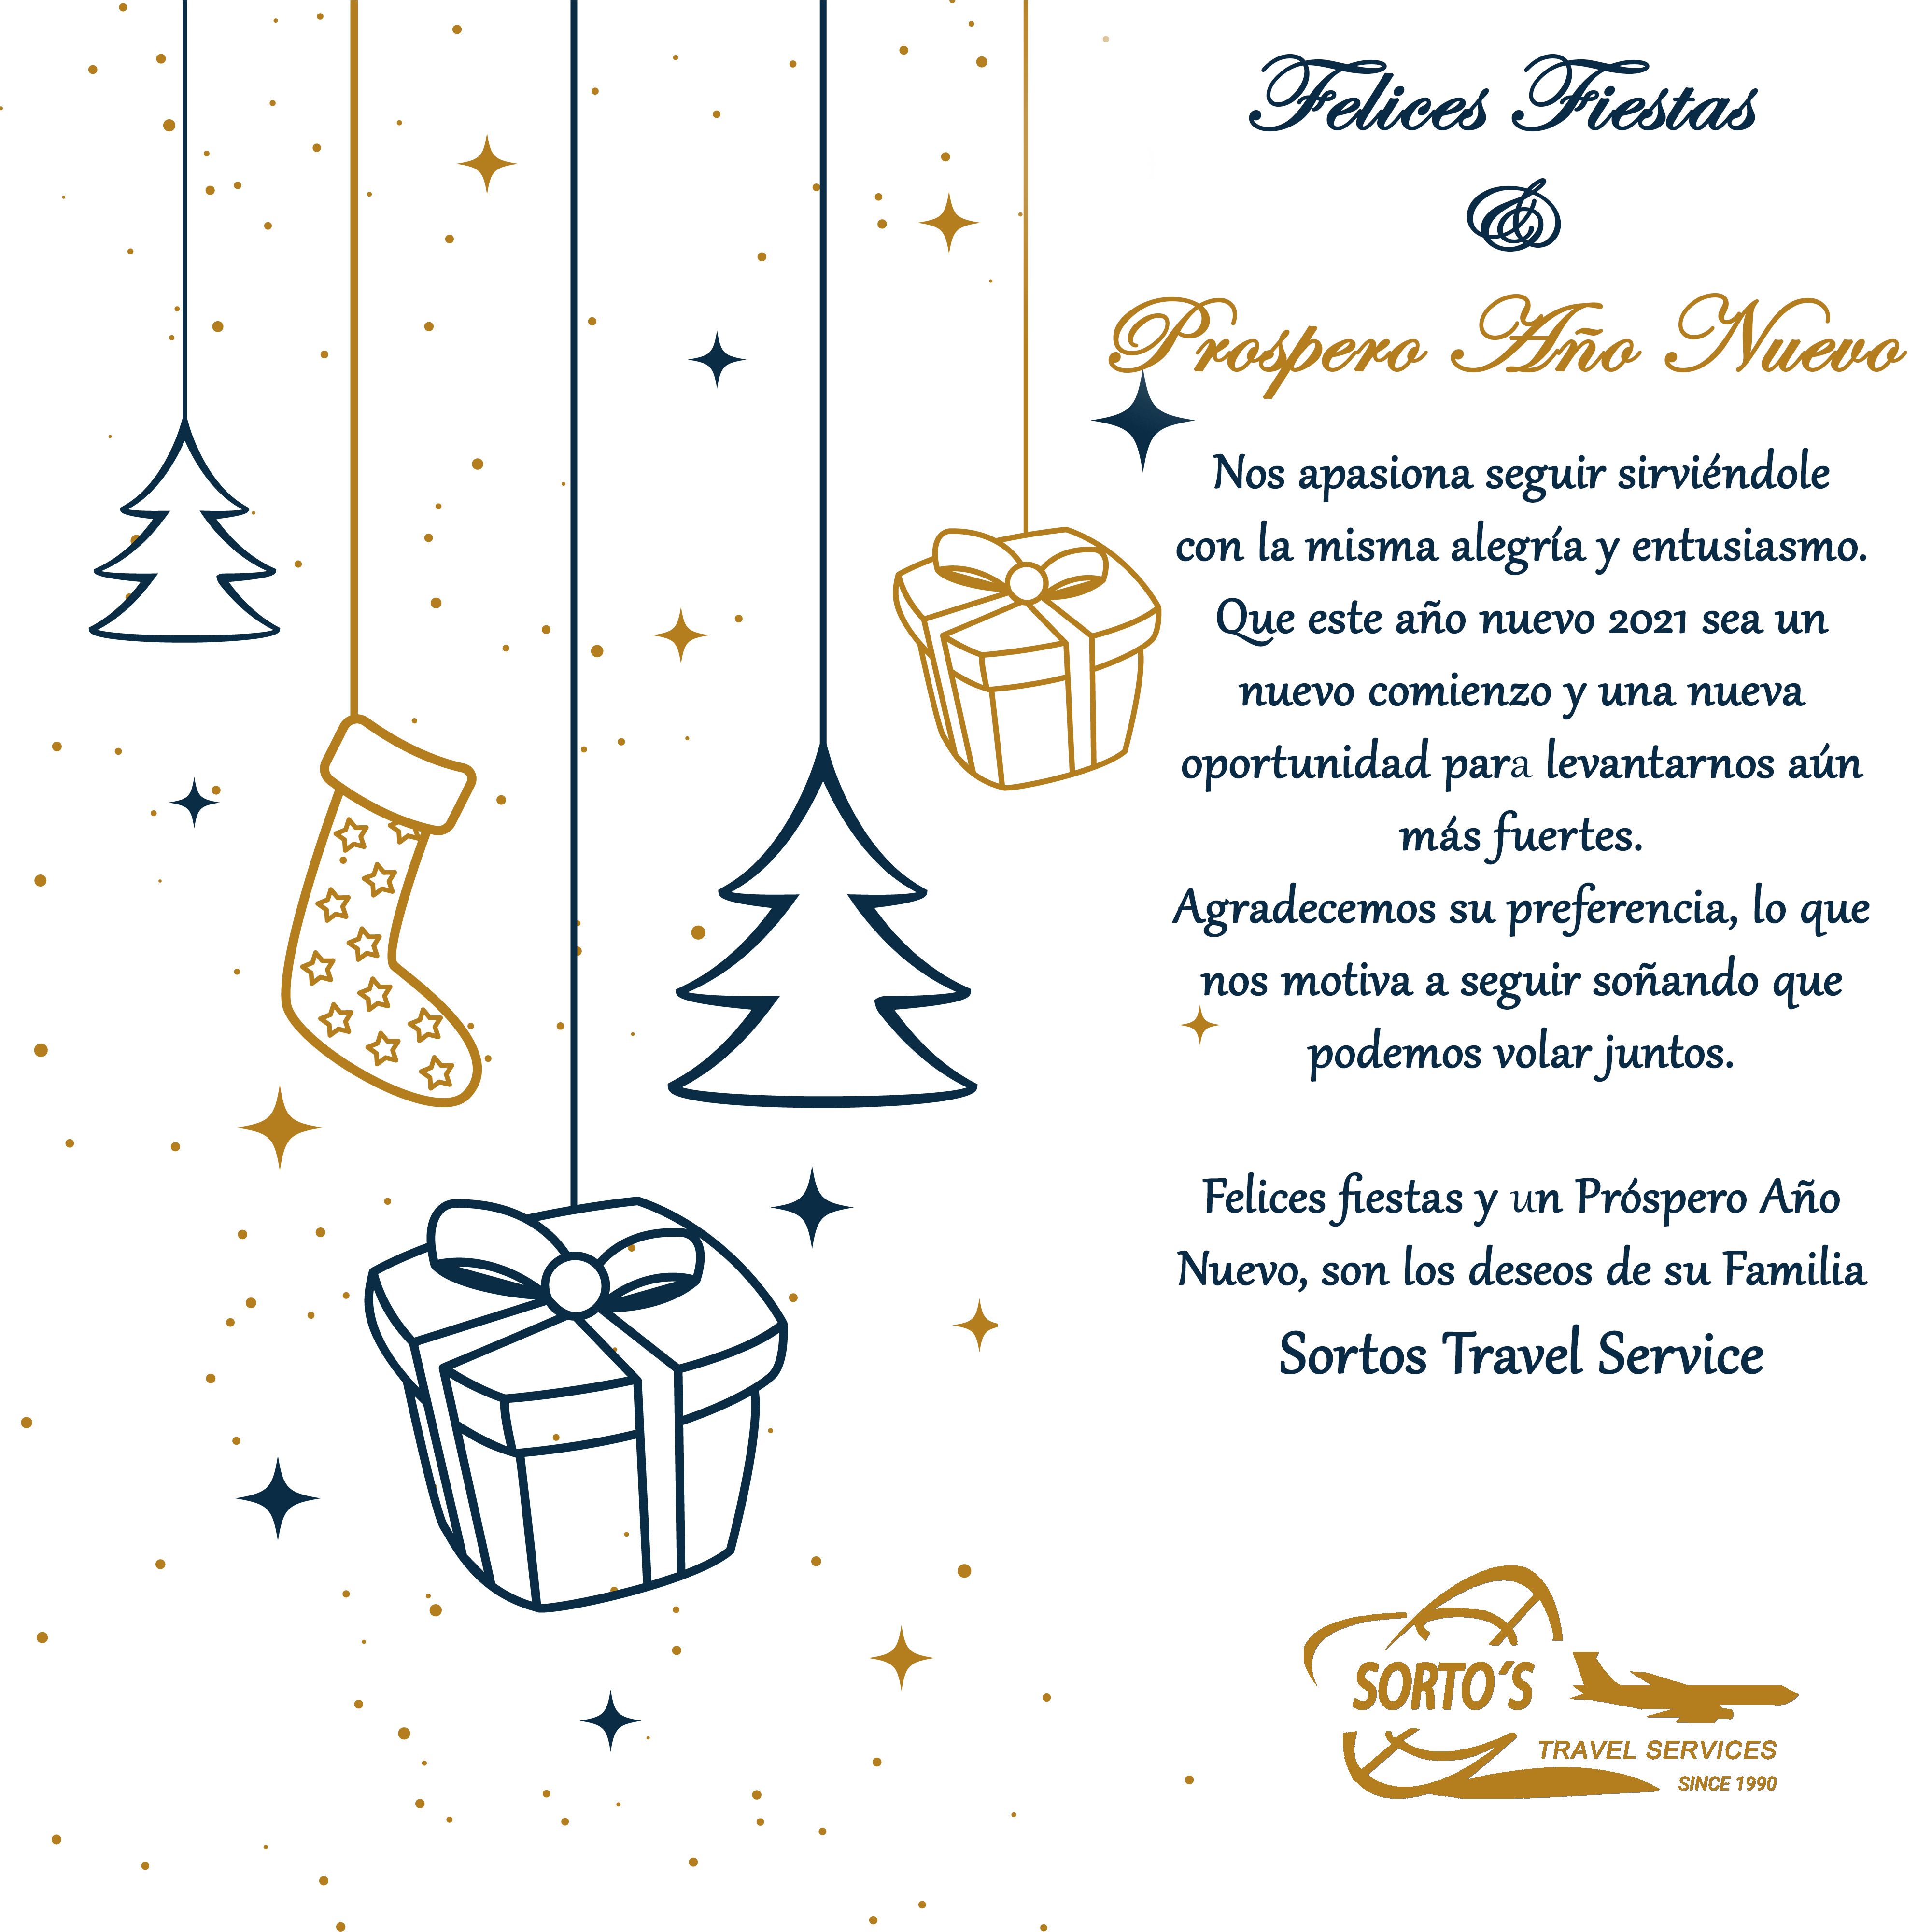 Felices Fiestas
&
Prospero Año Nuevo
Nos apasiona seguir sirviéndole
con la misma alegría y entusiasmo.
Que este año nuevo 2021 sea un
nuevo comienzo y una nueva
oportunidad para levantarnos aún
más fuertes.
Agradecemos su preferencia, lo que
nos motiva a seguir soñando que
podemos volar juntos.
Felices fiestas y un Próspero Año
Nuevo, son los deseos de su Familia
Sortos Travel Service
SORTO´S
TRAVEL SERVICES
SINCE 1990